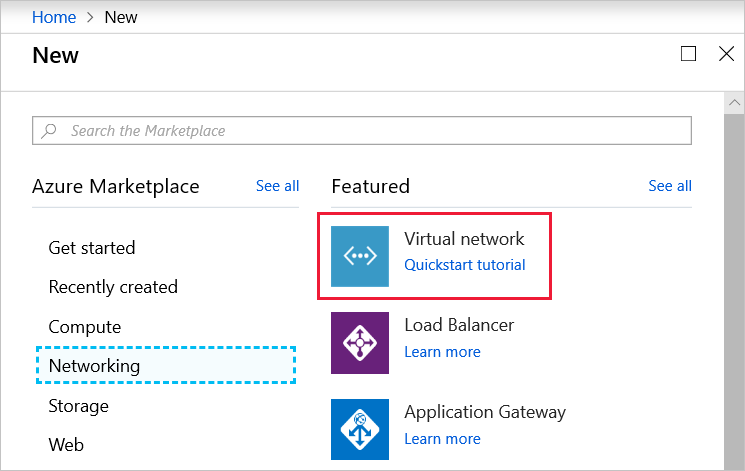 Home > New
New
Search the Marketplace
Azure Marketplace See all
Get started
Recently created
Compute
Networking
Storage
Web
Featured See all
Virtual network
Quickstart tutorial
Load Balancer
Learn more
Application Gateway
Learn more